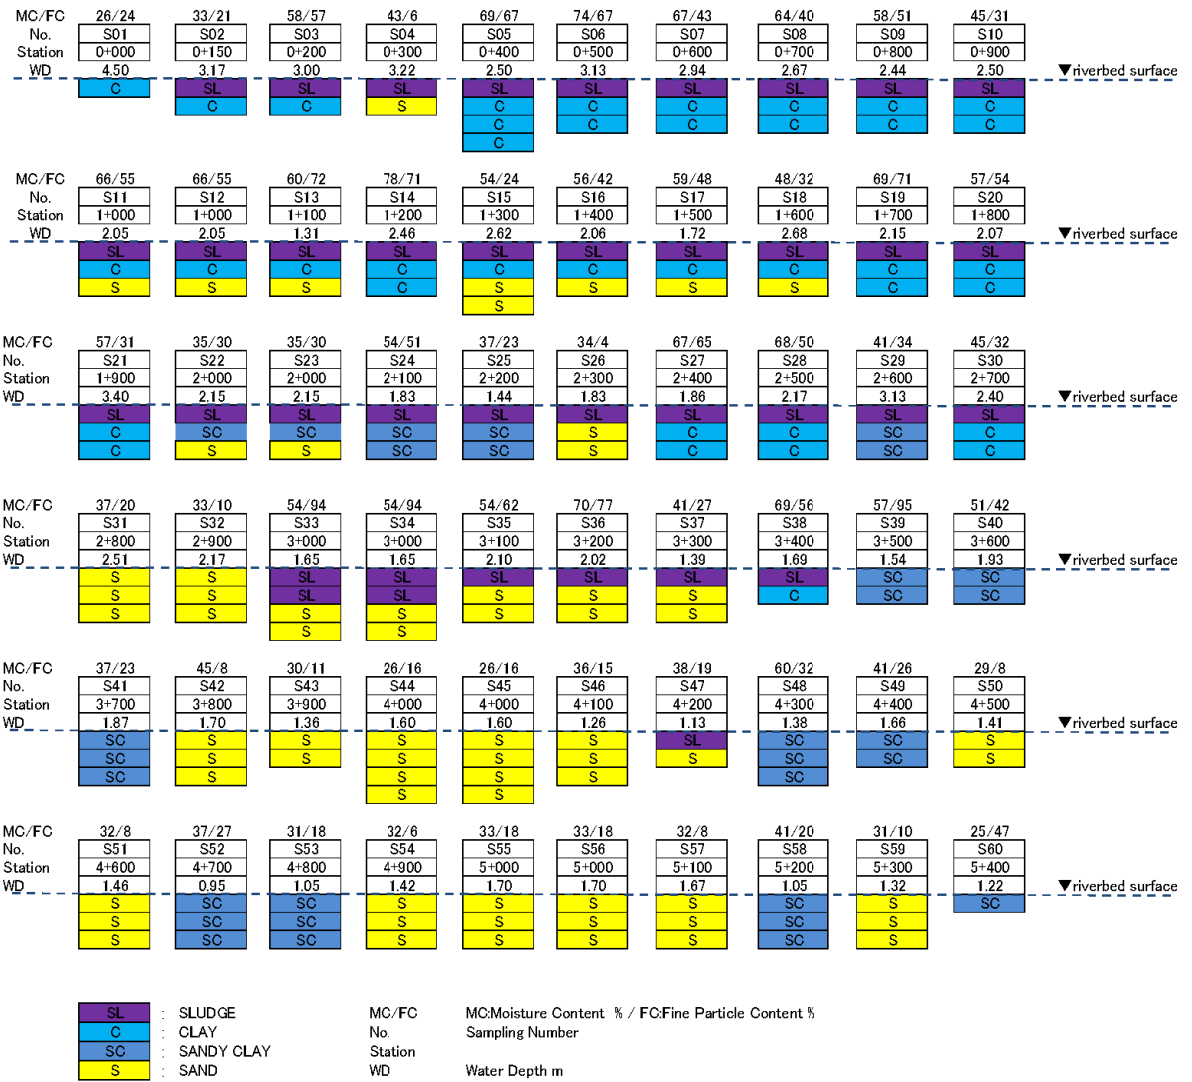 MC/FC 26/24 33/21 58/57 43/6 69/67 74/67 67/43 64/40 58/51 45/31
No. S01 S02 S03 S04 S05 S06 S07 S08 S09 S10
Station 0+000 0+150 0+200 0+300 0+400 0+500 0+600 0+700 0+800 0+900
WD 4.50 3.17 3.00 3.22 2.50 3.13 2.94 2.67 2.44 2.50 ▼riverbed surface
C SL SL SL SL SL SL SL SL SL
C C S C C C C C C
C C C C C C
C
MC/FC 66/55 66/55 60/72 78/71 54/24 56/42 59/48 48/32 69/71 57/54
No. S11 S12 S13 S14 S15 S16 S17 S18 S19 S20
Station 1+000 1+000 1+100 1+200 1+300 1+400 1+500 1+600 1+700 1+800
WD 2.05 2.05 1.31 2.46 2.62 2.06 1.72 2.68 2.15 2.07 ▼riverbed surface
SL SL SL SL SL SL SL SL SL SL
C C C C C C C C C C
S S S C S S S S C C
S
MC/FC 57/31 35/30 35/30 54/51 37/23 34/4 67/65 68/50 41/34 45/32
No. S21 S22 S23 S24 S25 S26 S27 S28 S29 S30
Station 1+900 2+000 2+000 2+100 2+200 2+300 2+400 2+500 2+600 2+700
WD 3.40 2.15 2.15 1.83 1.44 1.83 1.86 2.17 3.13 2.40 ▼riverbed surface
SL SL SL SL SL SL SL SL SL SL
C SC SC SC SC S C C SC C
C S S SC SC S C C SC C
MC/FC 37/20 33/10 54/94 54/94 54/62 70/77 41/27 69/56 57/95 51/42
No. S31 S32 S33 S34 S35 S36 S37 S38 S39 S40
Station 2+800 2+900 3+000 3+000 3+100 3+200 3+300 3+400 3+500 3+600
WD 2.51 2.17 1.65 1.65 2.10 2.02 1.39 1.69 1.54 1.93 ▼riverbed surface
S S SL SL SL SL SL SL SC SC
S S SL SL S S S C SC SC
S S S S S S S
S S
MC/FC 37/23 45/8 30/11 26/16 26/16 36/15 38/19 60/32 41/26 29/8
No. S41 S42 S43 S44 S45 S46 S47 S48 S49 S50
Station 3+700 3+800 3+900 4+000 4+000 4+100 4+200 4+300 4+400 4+500
WD 1.87 1.70 1.36 1.60 1.60 1.26 1.13 1.38 1.66 1.41 ▼riverbed surface
SC S S S S S SL SC SC S
SC S S S S S S SC SC S
SC S S S S SC
S S
MC/FC 32/8 37/27 31/18 32/6 33/18 33/18 32/8 41/20 31/10 25/47
No. S51 S52 S53 S54 S55 S56 S57 S58 S59 S60
Station 4+600 4+700 4+800 4+900 5+000 5+000 5+100 5+200 5+300 5+400
WD 1.46 0.95 1.05 1.42 1.70 1.70 1.67 1.05 1.32 1.22 ▼riverbed surface
S SC SC S S S S SC S SC
S SC SC S S S S SC S
S SC SC S S S S SC S
SL : SLUDGE MC/FC MC:Moisture Content % / FC:Fine Particle Content %
C : CLAY No. Sampling Number
SC : SANDY CLAY Station
S : SAND WD Water Depth m